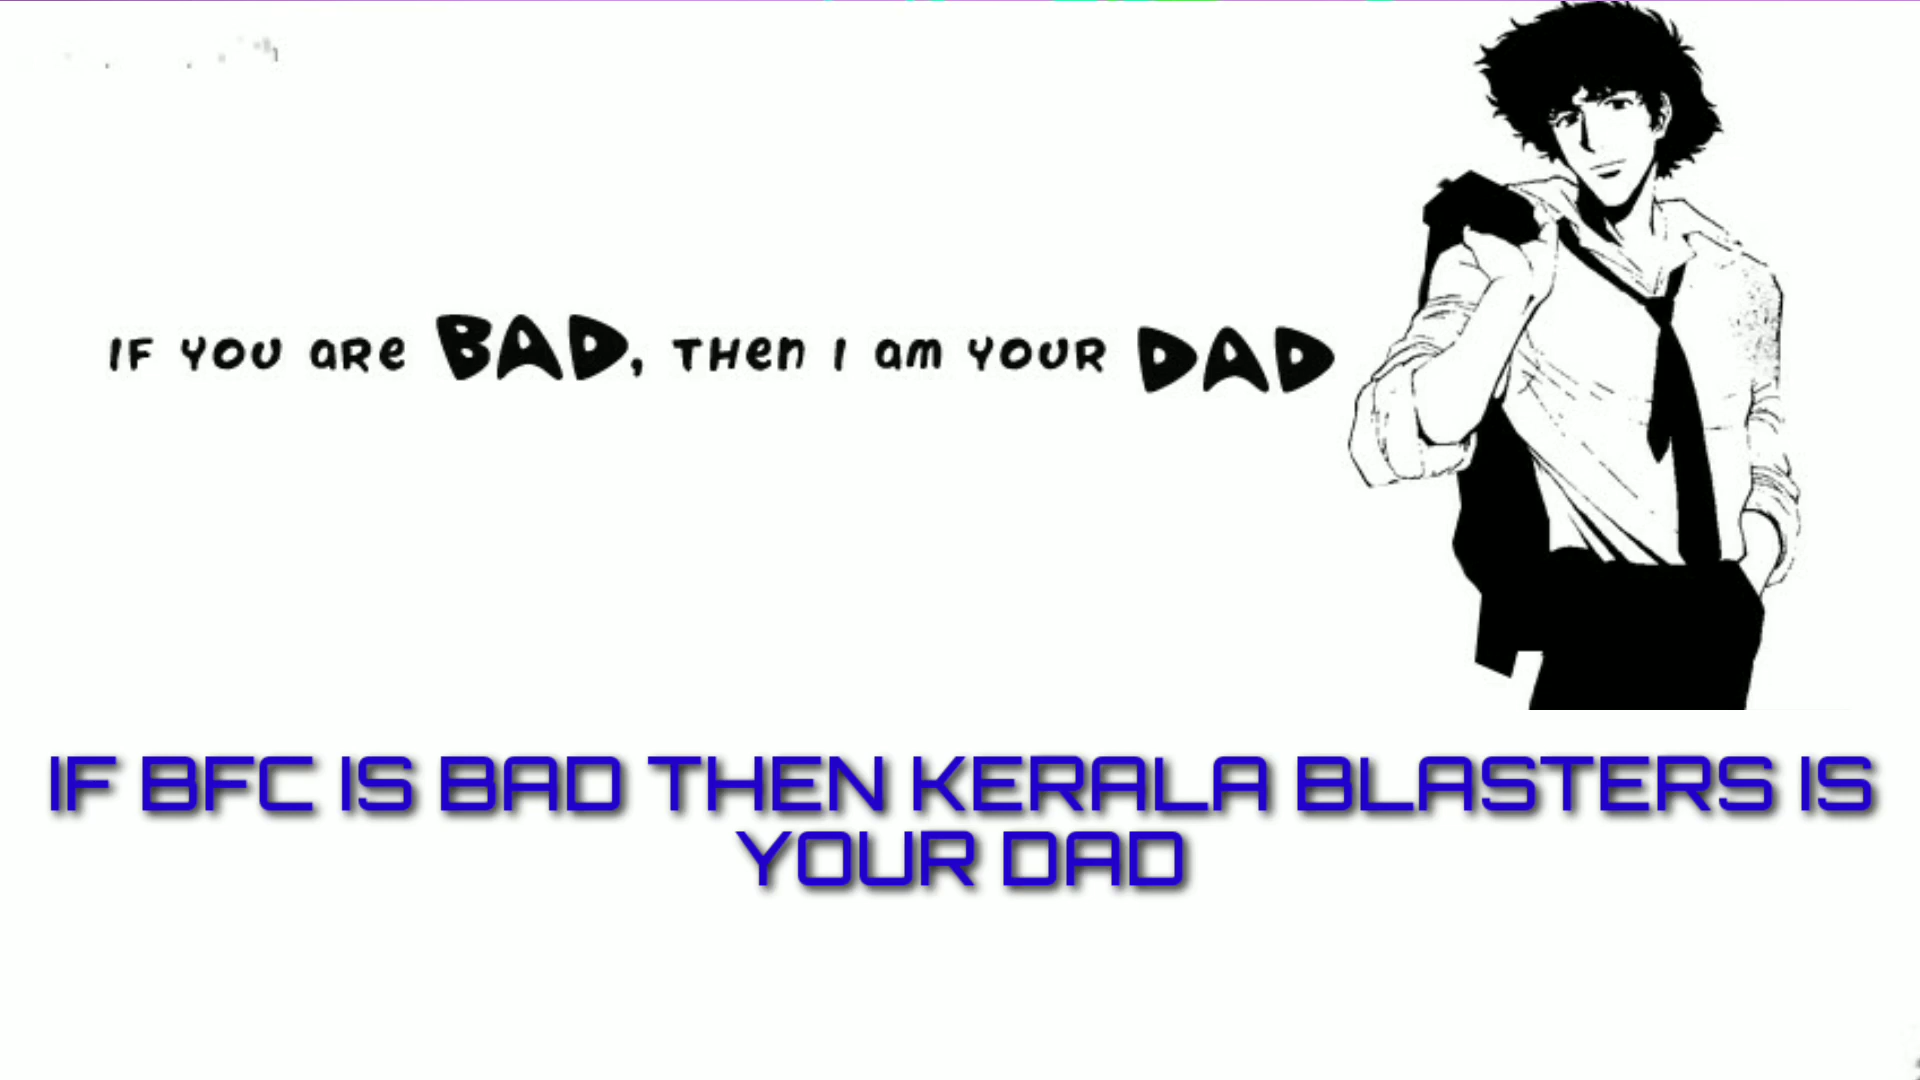 IF YOU aRe BAD, THen I am YOUR DAD
IF BFC IS BAD THEN KERALA BLASTERS IS
YOUR DAD